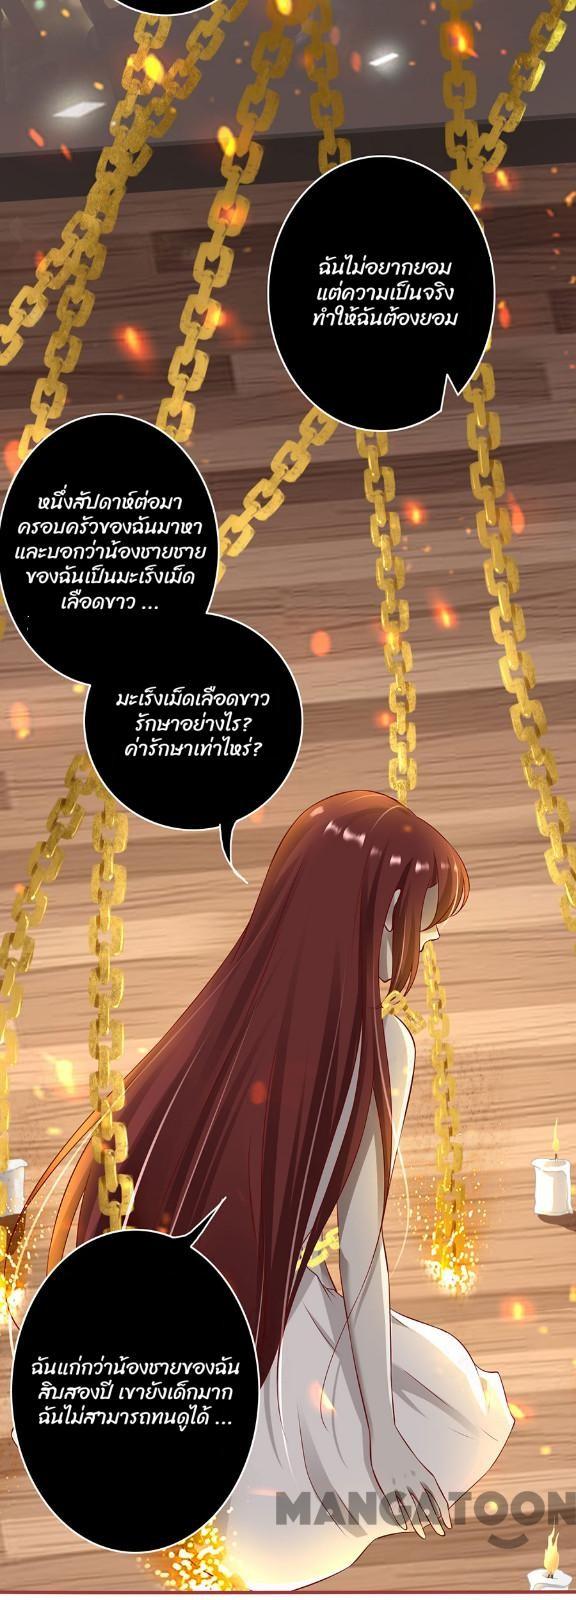 ฉันไม่อยากยอม
แต่ความเป็นจริง
ทำให้ฉันต้องยอม
หนึ่งสัปดาห์ต่อมา
ครอบครัวของฉันมาหา
และบอกว่าน้องชายชาย
ของฉันเป็นมะเร็งเม็ด
เลือดขาว ...
มะเร็งเม็ดเลือดขาว
รักษาอย่างไร?
ค่ารักษาเท่าไหร่?
ฉันแก่กว่าน้องชายของฉัน
สิบสองปี เขายังเด็กมาก
ฉันไม่สามารถทนดูได้ ...
MANGATOON